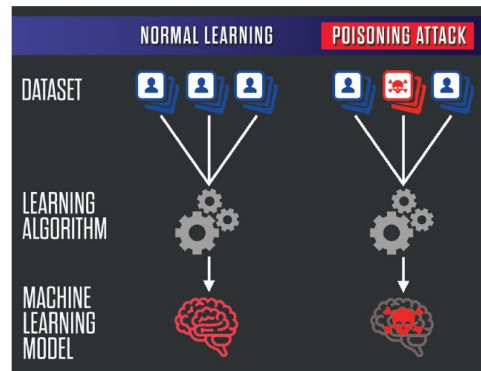 NORMAL LEARNING
POISONING ATTACK
DATASET
LEARNING
ALGORITHM
MACHINE
LEARNING
MODEL